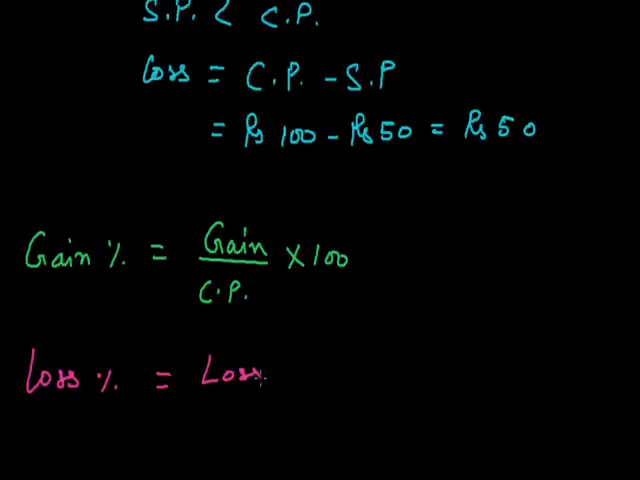 S.P. < C.P.
Loss = C.P. - S.P
= Rs 100 - Rs 50 = Rs 50
Gain % = Gain / C.P. × 100
Loss % = Loss